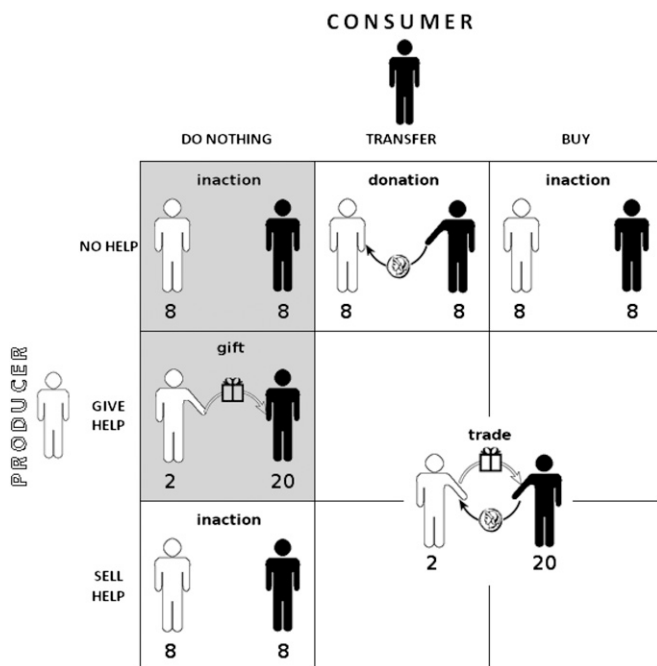 CONSUMER
DO NOTHING TRANSFER BUY
inaction donation inaction
NO HELP
8 8 8 8 8 8
gift
PRODUCER
GIVE
HELP
2 20
trade
2 20
inaction
SELL
HELP
8 8